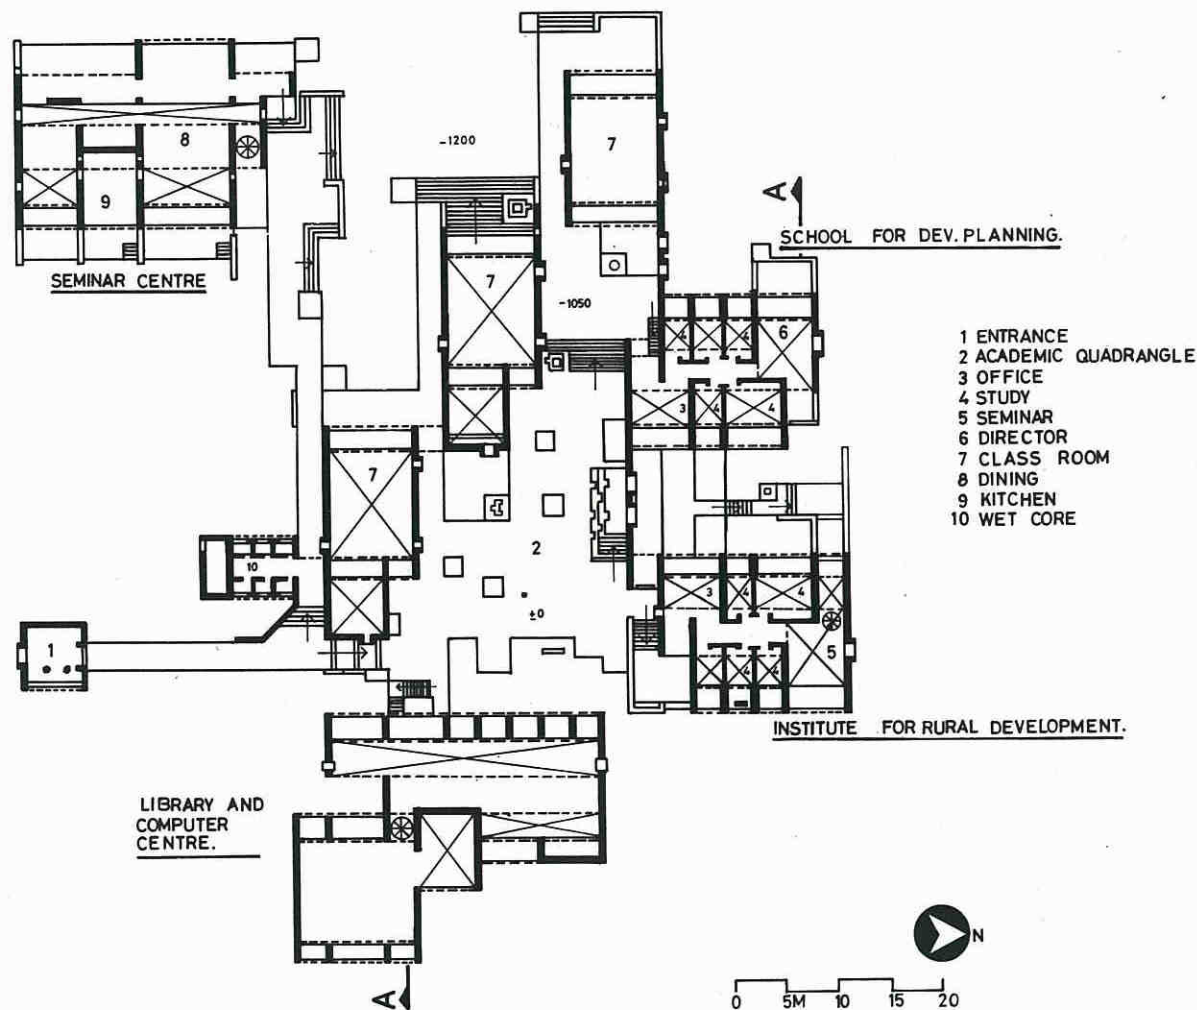 8
9
SEMINAR CENTRE
-1200
7
A
SCHOOL FOR DEV. PLANNING.
7
-1050
4
4
6
3
4
4
1 ENTRANCE
2 ACADEMIC QUADRANGLE
3 OFFICE
4 STUDY
5 SEMINAR
6 DIRECTOR
7 CLASS ROOM
8 DINING
9 KITCHEN
10 WET CORE
7
2
10
±0
3
4
4
1
4
4
5
INSTITUTE FOR RURAL DEVELOPMENT.
LIBRARY AND
COMPUTER
CENTRE.
N
A
0 5M 10 15 20